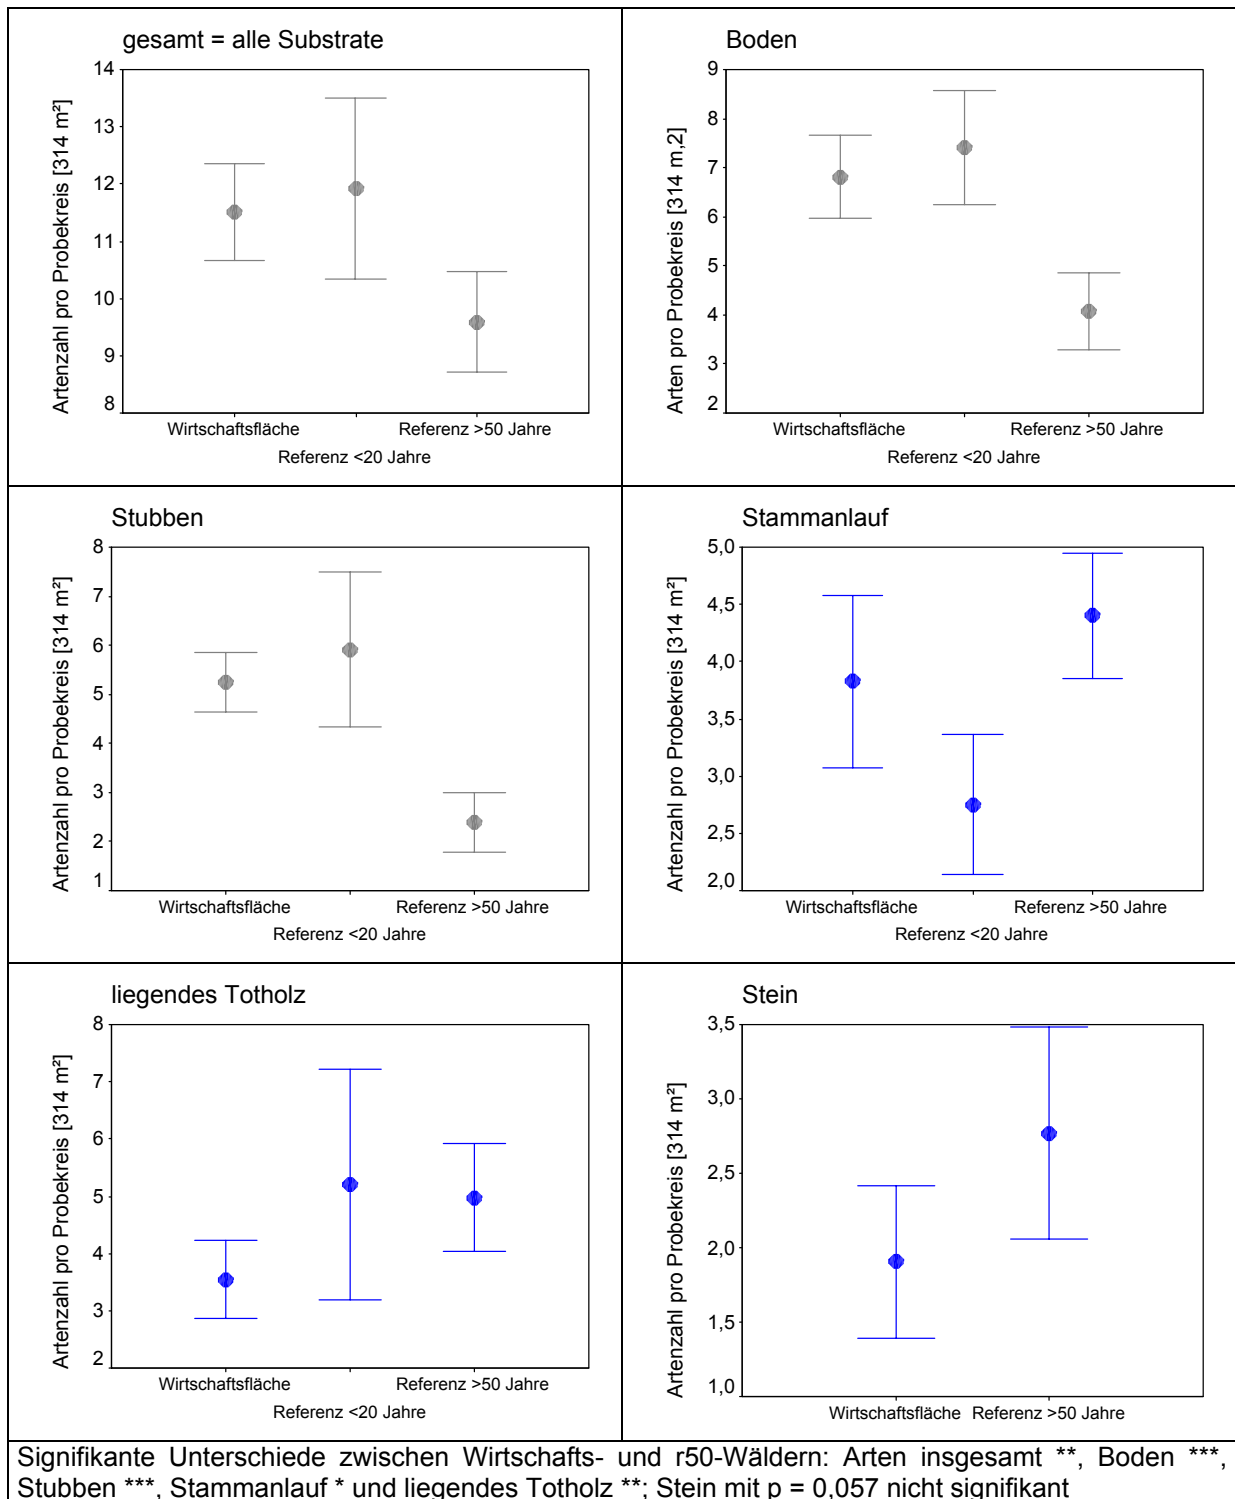 gesamt = alle Substrate
Artenzahl pro Probekreis [314 m²]
14
13
12
11
10
9
8
Wirtschaftsfläche
Referenz >50 Jahre
Referenz <20 Jahre
Boden
Arten pro Probekreis [314 m,2]
9
8
7
6
5
4
3
2
Wirtschaftsfläche
Referenz >50 Jahre
Referenz <20 Jahre
Stubben
Artenzahl pro Probekreis [314 m²]
8
7
6
5
4
3
2
1
Wirtschaftsfläche
Referenz >50 Jahre
Referenz <20 Jahre
Stammanlauf
Artenzahl pro Probekreis [314 m²]
5,0
4,5
4,0
3,5
3,0
2,5
2,0
Wirtschaftsfläche
Referenz >50 Jahre
Referenz <20 Jahre
liegendes Totholz
Artenzahl pro Probekreis [314 m²]
8
7
6
5
4
3
2
Wirtschaftsfläche
Referenz >50 Jahre
Referenz <20 Jahre
Stein
Artenzahl pro Probekreis [314 m²]
3,5
3,0
2,5
2,0
1,5
1,0
Wirtschaftsfläche Referenz >50 Jahre
Signifikante Unterschiede zwischen Wirtschafts- und r50-Wäldern: Arten insgesamt **, Boden ***,
Stubben ***, Stammanlauf * und liegendes Totholz **; Stein mit p = 0,057 nicht signifikant